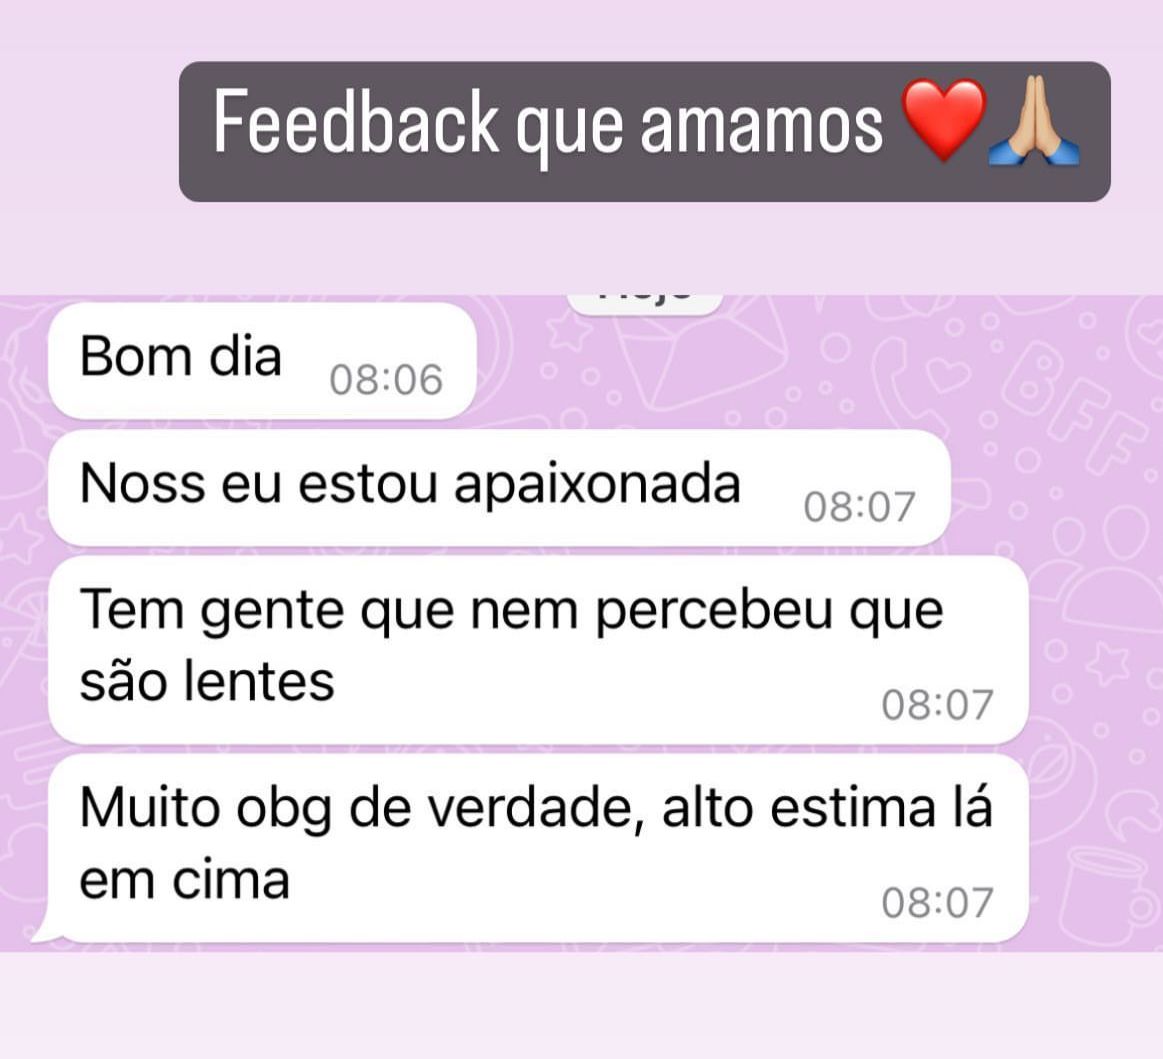 Feedback que amamos ❤️🙏🏼
Bom dia 08:06
Noss eu estou apaixonada 08:07
Tem gente que nem percebeu que
são lentes 08:07
Muito obg de verdade, alto estima lá
em cima 08:07